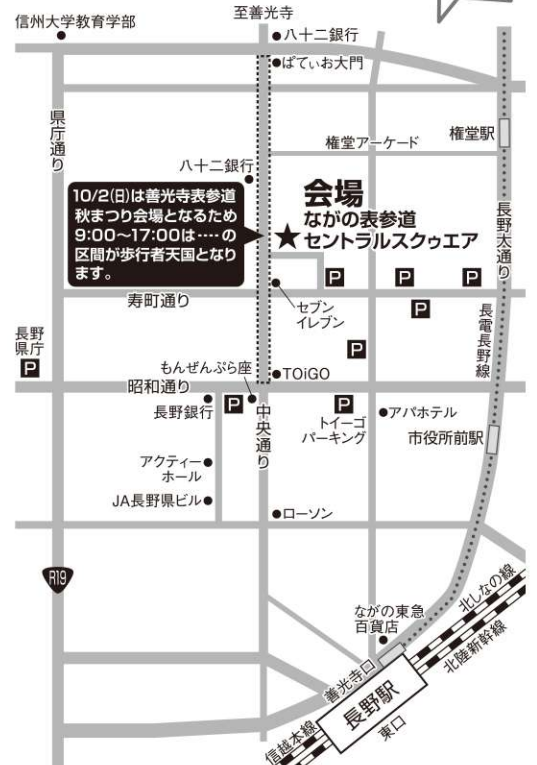 至善光寺
信州大学教育学部
八十二銀行
ぱてぃお大門
県庁通り
権堂アーケード
権堂駅
八十二銀行
10/2(日)は善光寺表参道
秋まつり会場となるため
9:00〜17:00は‥‥の
区間が歩行者天国となり
ます。
会場
ながの表参道
セントラルスクゥエア
長野大通り
P
P
P
P
セブン
イレブン
寿町通り
長電長野線
長野
県庁
P
P
もんぜんぷら座
TOiGO
昭和通り
長野銀行
P
中央通り
P
トイーゴ
パーキング
アパホテル
市役所前駅
アクティー
ホール
JA長野県ビル
ローソン
R19
ながの東急
百貨店
北しなの線
北陸新幹線
善光寺口
長野駅
東口
信越本線